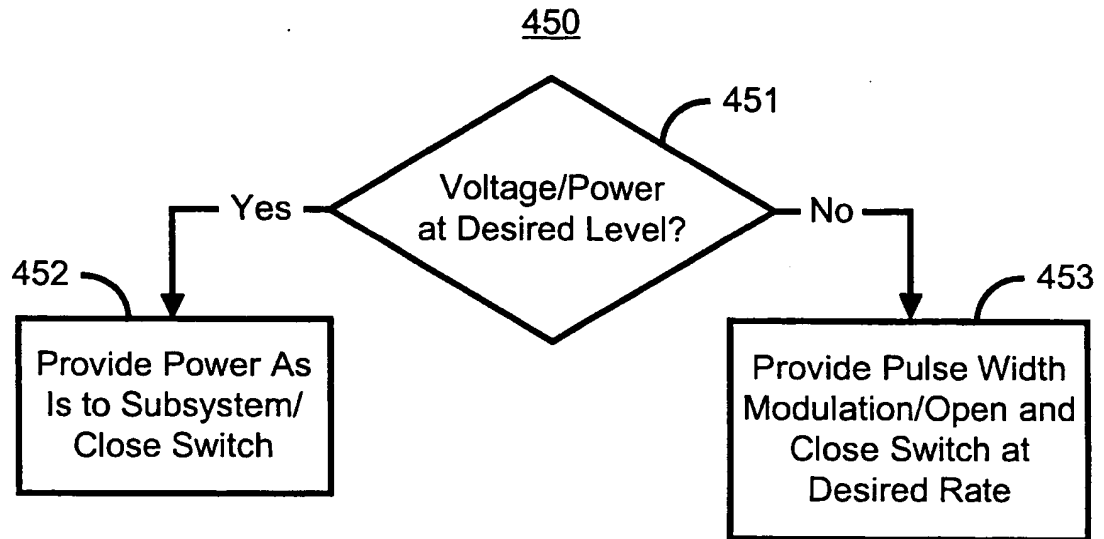 450
451
Voltage/Power
at Desired Level?
Yes
No
452
453
Provide Power As
Is to Subsystem/
Close Switch
Provide Pulse Width
Modulation/Open and
Close Switch at
Desired Rate